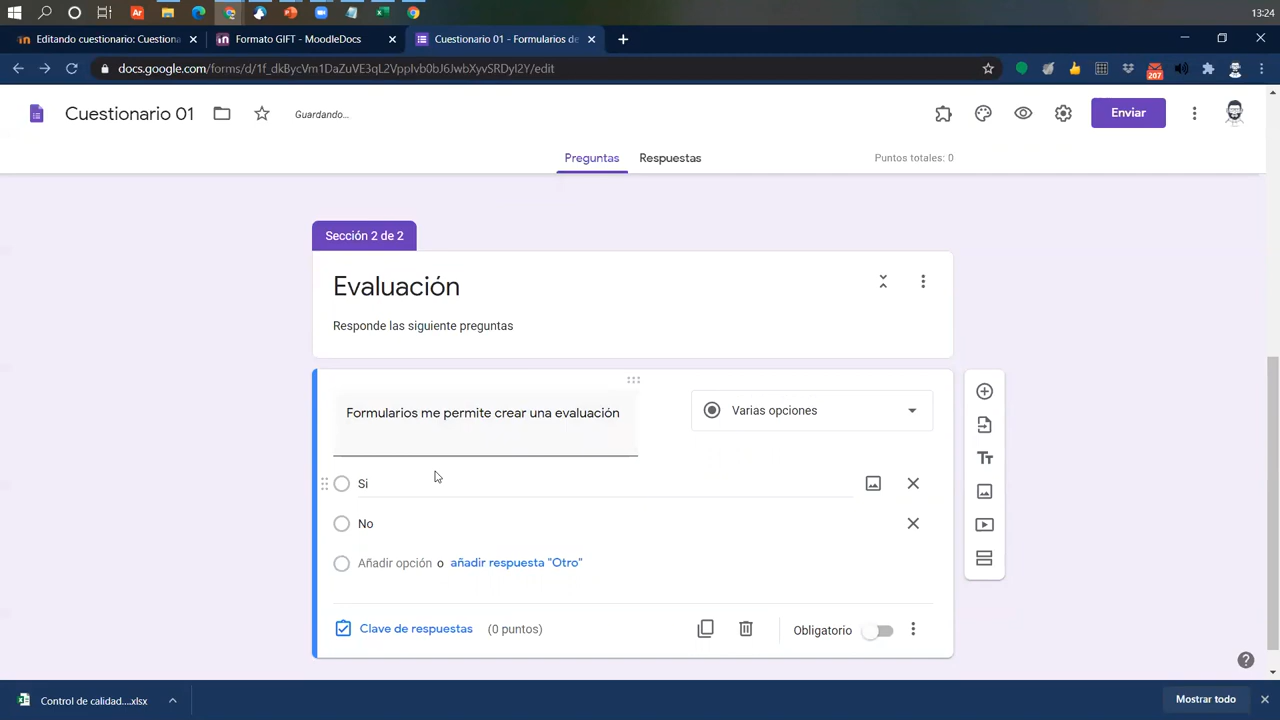 13:24
Editando cuestionario: Cuestiona
Formato GIFT - MoodleDocs
Cuestionario 01 - Formularios de
docs.google.com/forms/d/1f_dkBycVm1DaZuVE3qL2VppIvb0bJ6JwbXyvSRDyI2Y/edit
207
Cuestionario 01
Guardando...
Enviar
Preguntas
Respuestas
Puntos totales: 0
Sección 2 de 2
Evaluación
Responde las siguiente preguntas
Formularios me permite crear una evaluación
Varias opciones
Si
No
Añadir opción o añadir respuesta "Otro"
Clave de respuestas (0 puntos)
Obligatorio
Control de calidad....xlsx
Mostrar todo